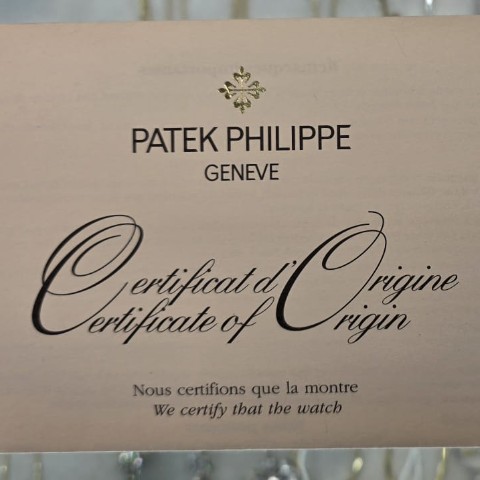 PATEK PHILIPPE
GENEVE
Certificat d'Origine
Certificate of Origin
Nous certifions que la montre
We certify that the watch